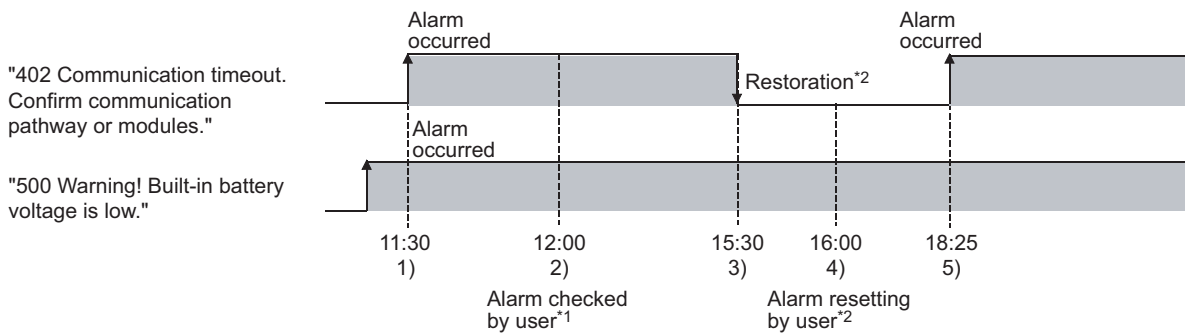 Alarm
occurred
Alarm
occurred
"402 Communication timeout.
Confirm communication
pathway or modules."
Restoration*2
Alarm
occurred
"500 Warning! Built-in battery
voltage is low."
11:30 12:00 15:30 16:00 18:25
1) 2) 3) 4) 5)
Alarm checked
by user*1
Alarm resetting
by user*2